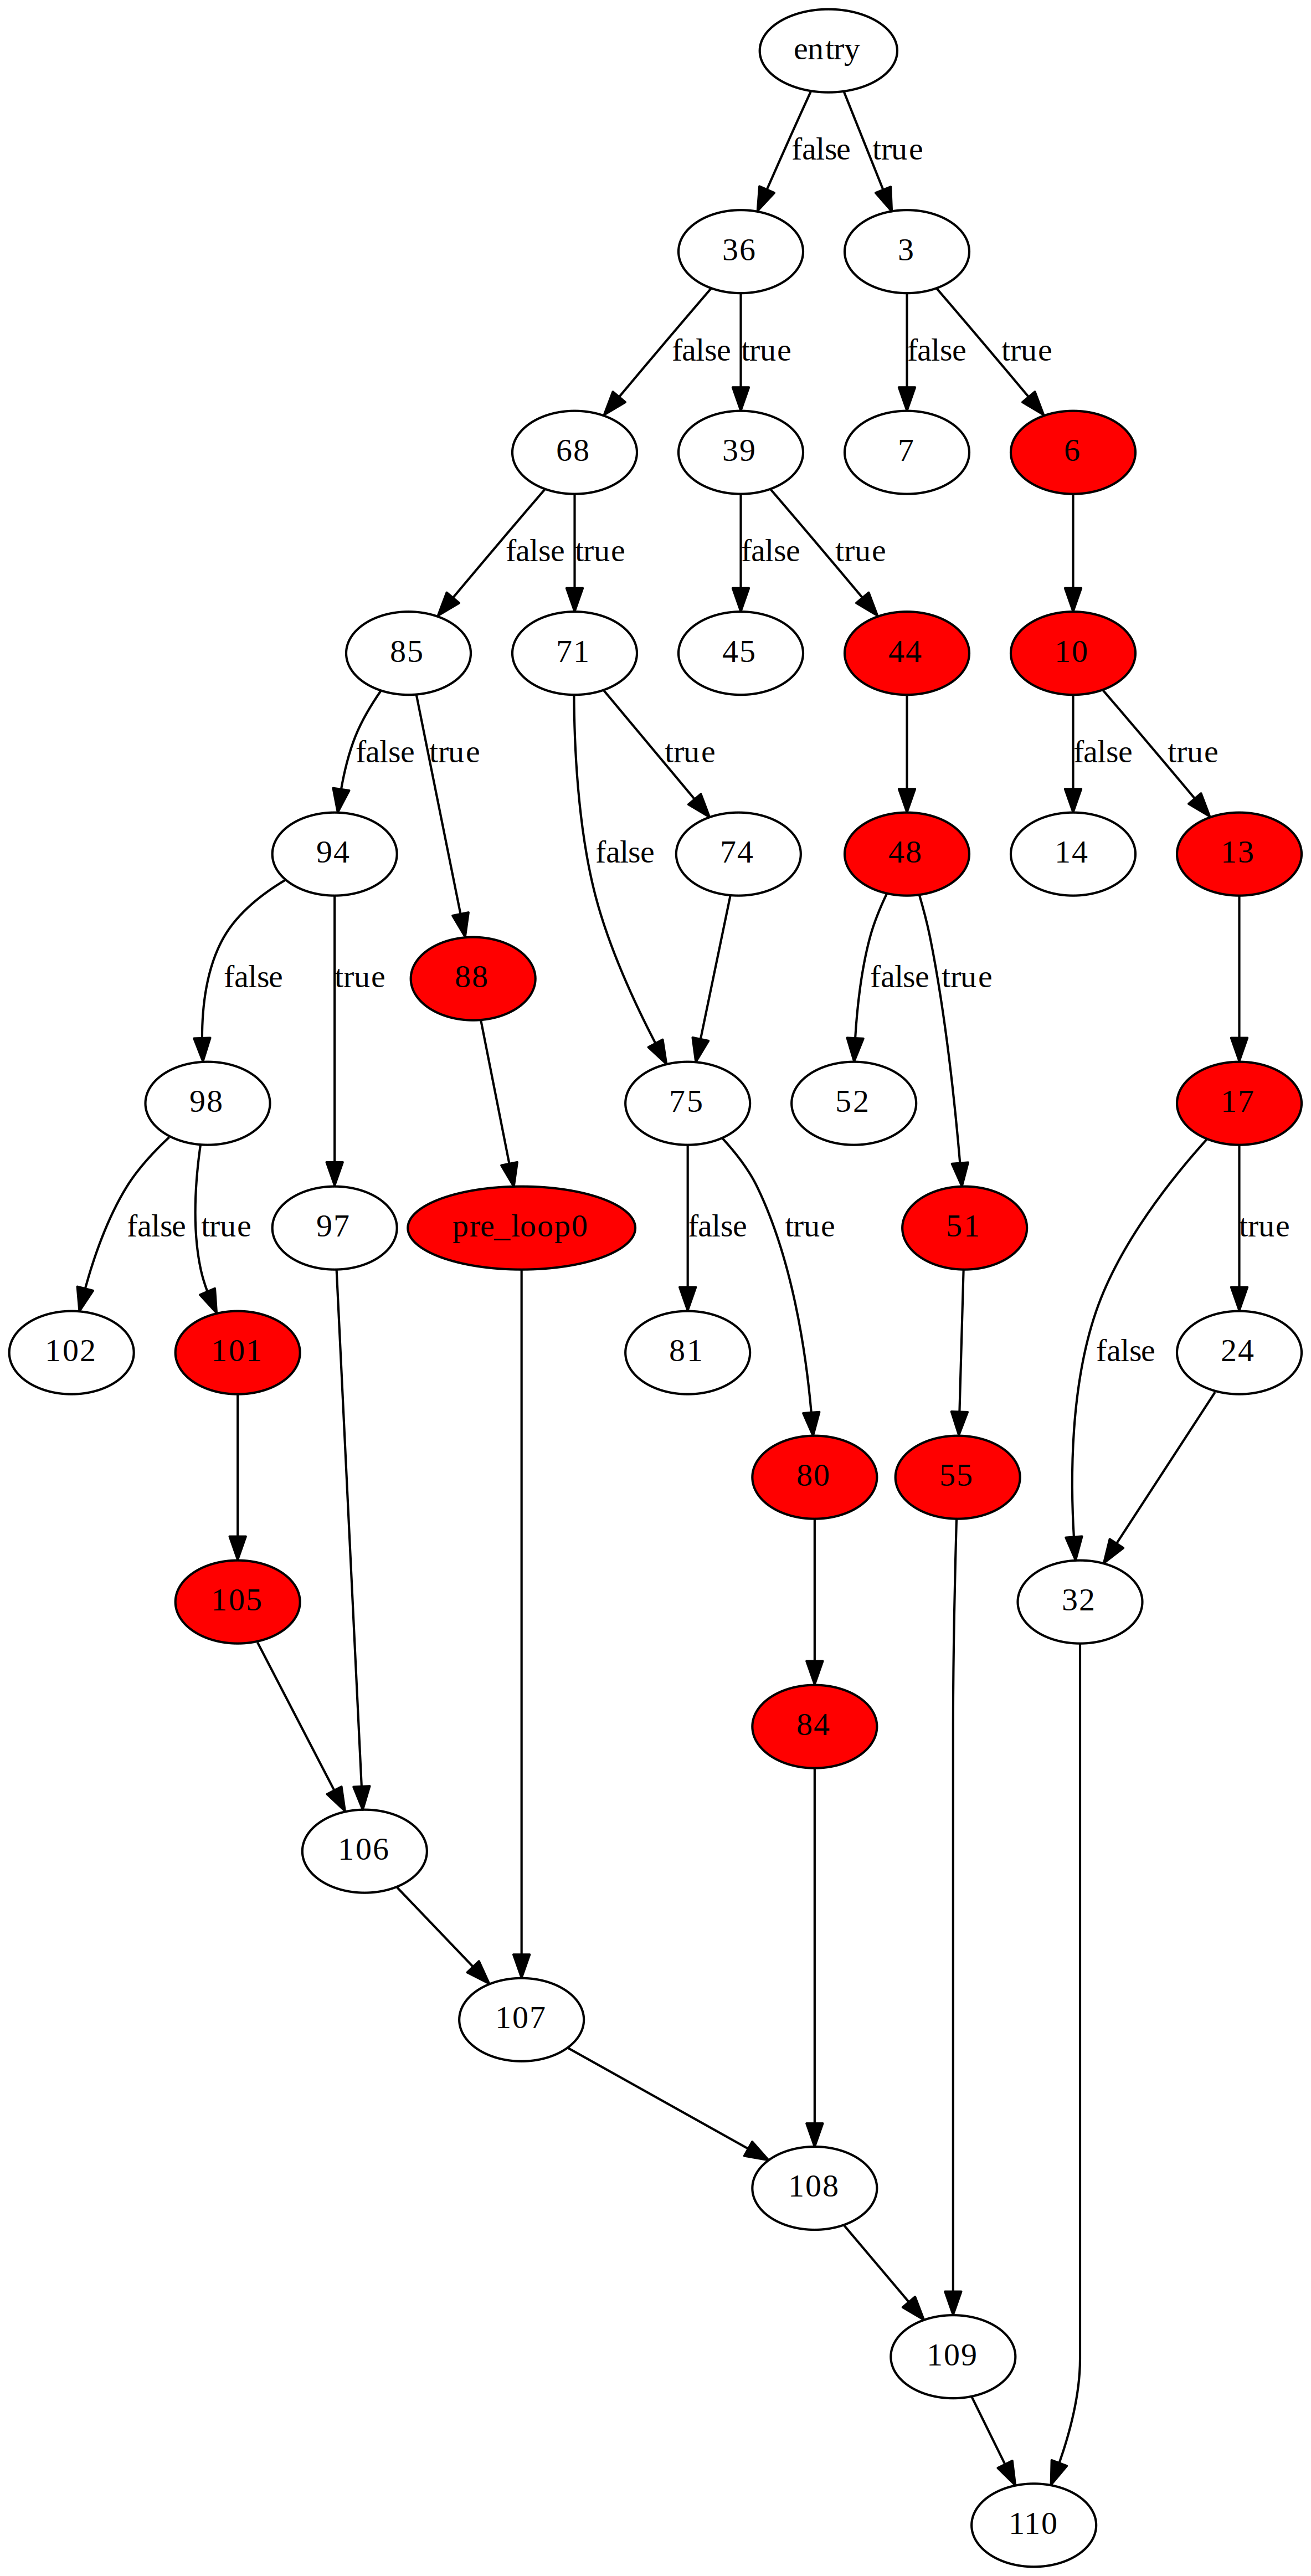 entry
false true
36 3
false true false true
68 39 7 6
false true false true
85 71 45 44 10
false true true false true
94 false 74 48 14 13
false true 88 false true
98 75 52 17
false true 97 pre_loop0 false true 51 true
102 101 81 false 24
80 55
105 32
84
106
107
108
109
110